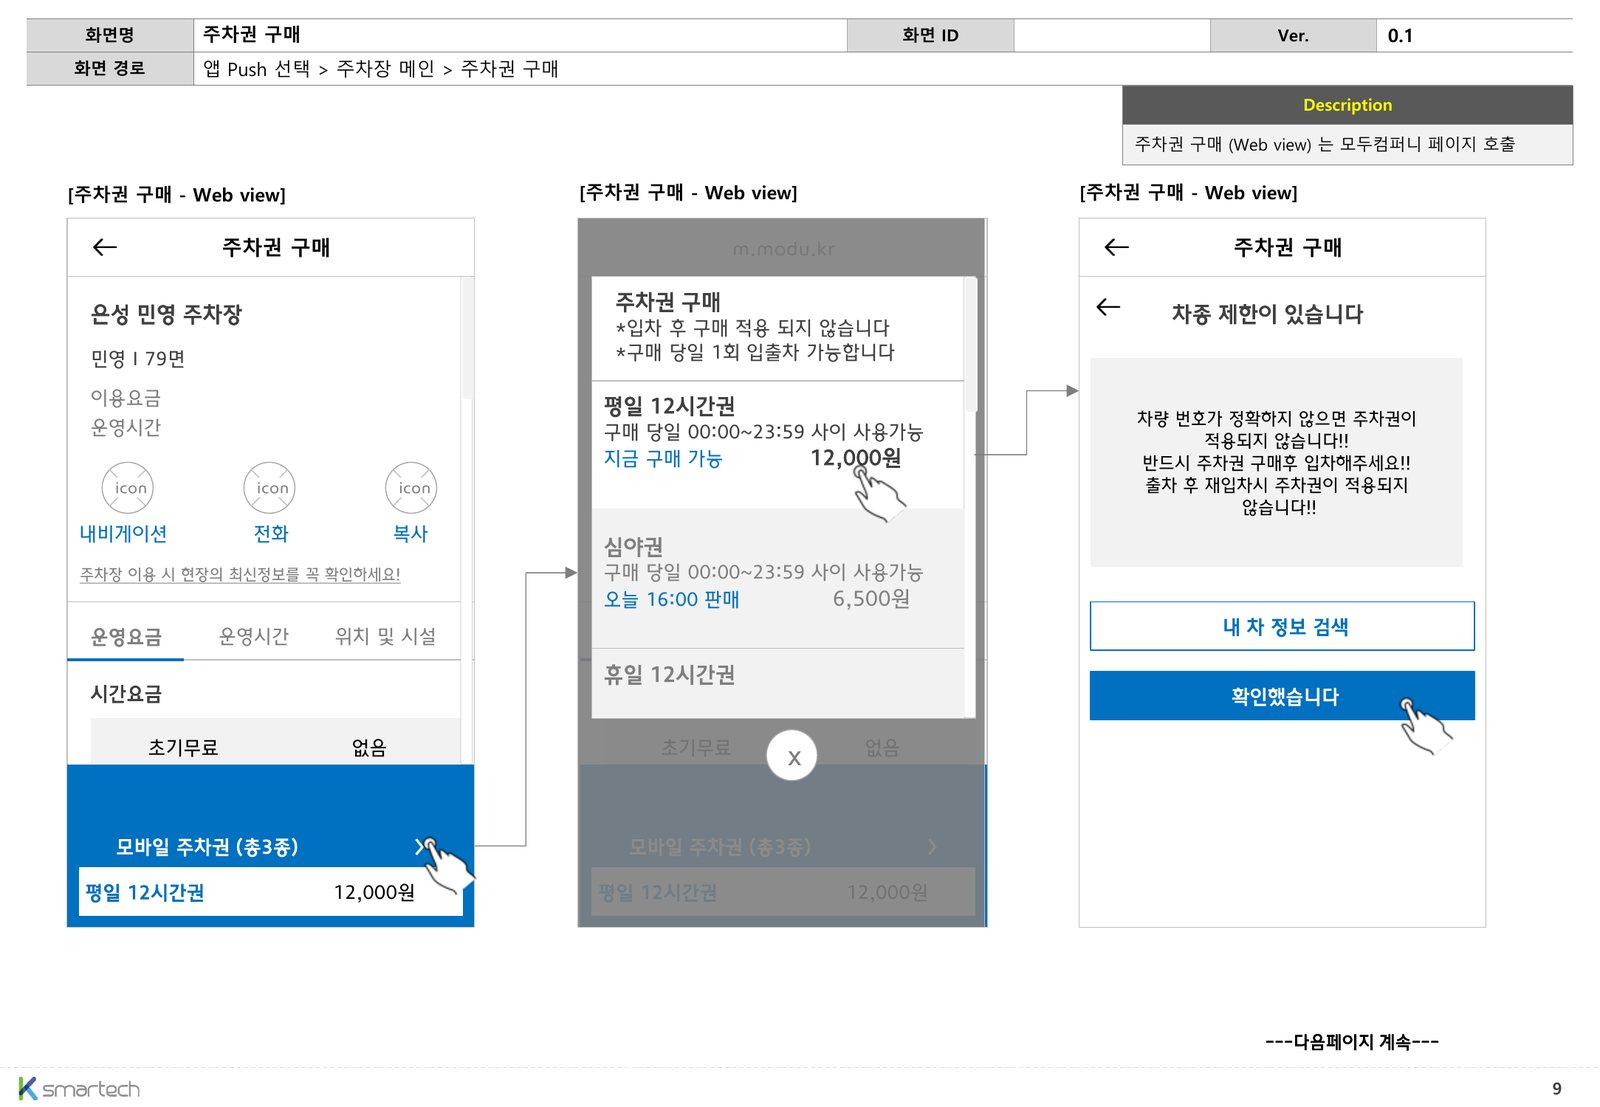 화면명 주차권 구매 화면 ID Ver. 0.1
화면 경로 앱 Push 선택 > 주차장 메인 > 주차권 구매
Description
주차권 구매 (Web view) 는 모두컴퍼니 페이지 호출
[주차권 구매 - Web view]
주차권 구매
은성 민영 주차장
민영 I 79면
이용요금
운영시간
icon icon icon
내비게이션 전화 복사
주차장 이용 시 현장의 최신정보를 꼭 확인하세요!
운영요금 운영시간 위치 및 시설
시간요금
초기무료 없음
모바일 주차권 (총3종)
평일 12시간권 12,000원
[주차권 구매 - Web view]
m.modu.kr
주차권 구매
*입차 후 구매 적용 되지 않습니다
*구매 당일 1회 입출차 가능합니다
평일 12시간권
구매 당일 00:00~23:59 사이 사용가능
지금 구매 가능 12,000원
심야권
구매 당일 00:00~23:59 사이 사용가능
오늘 16:00 판매 6,500원
휴일 12시간권
초기무료 없음
x
모바일 주차권 (총3종)
평일 12시간권 12,000원
[주차권 구매 - Web view]
주차권 구매
차종 제한이 있습니다
차량 번호가 정확하지 않으면 주차권이
적용되지 않습니다!!
반드시 주차권 구매후 입차해주세요!!
출차 후 재입차시 주차권이 적용되지
않습니다!!
내 차 정보 검색
확인했습니다
---다음페이지 계속---
K smartech
9